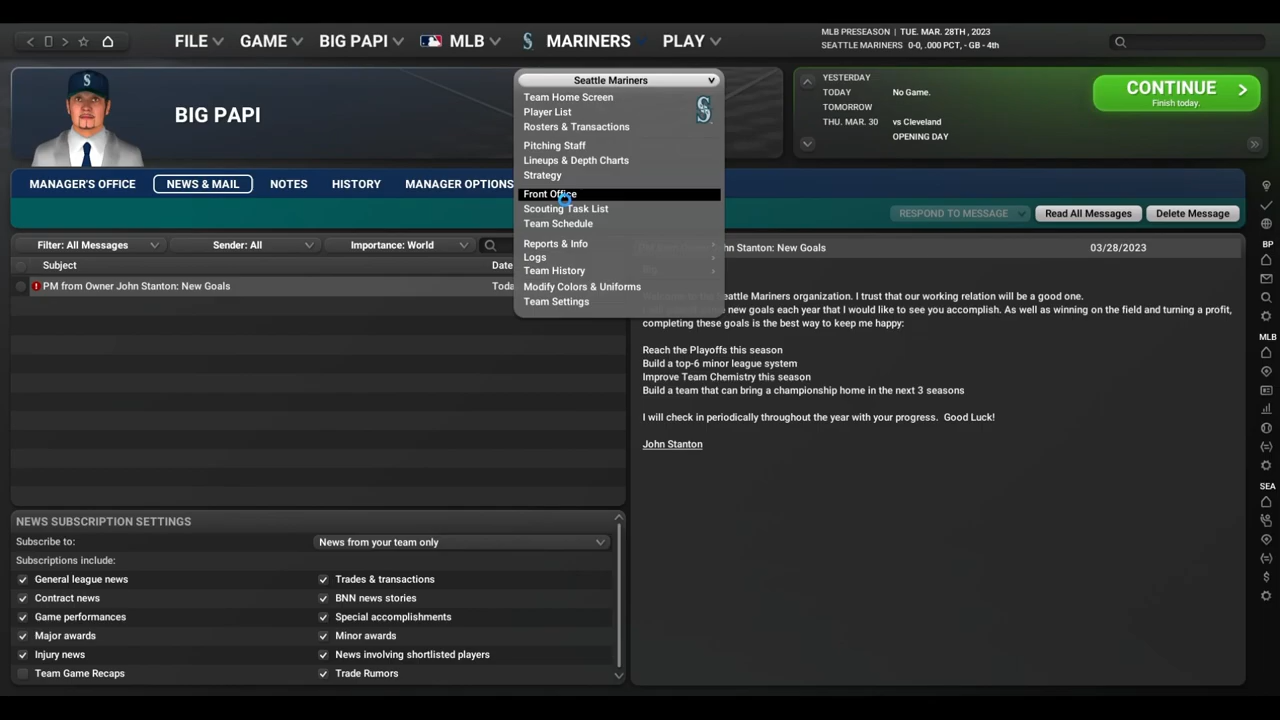 FILE
GAME
BIG PAPI
MLB
MARINERS
PLAY
MLB PRESEASON | TUE. MAR. 28TH , 2023
SEATTLE MARINERS 0-0, .000 PCT, - GB - 4th
BIG PAPI
Seattle Mariners
Team Home Screen
Player List
Rosters & Transactions
Pitching Staff
Lineups & Depth Charts
Strategy
Front Office
Scouting Task List
Team Schedule
Reports & Info
Logs
Team History
Modify Colors & Uniforms
Team Settings
YESTERDAY
TODAY No Game.
TOMORROW
THU. MAR. 30 vs Cleveland
OPENING DAY
CONTINUE
Finish today.
MANAGER'S OFFICE
NEWS & MAIL
NOTES
HISTORY
MANAGER OPTIONS
RESPOND TO MESSAGE
Read All Messages
Delete Message
Filter: All Messages
Sender: All
Importance: World
Subject
Date
PM from Owner John Stanton: New Goals
Toda
hn Stanton: New Goals
03/28/2023
eattle Mariners organization. I trust that our working relation will be a good one.
new goals each year that I would like to see you accomplish. As well as winning on the field and turning a profit,
completing these goals is the best way to keep me happy:
Reach the Playoffs this season
Build a top-6 minor league system
Improve Team Chemistry this season
Build a team that can bring a championship home in the next 3 seasons
I will check in periodically throughout the year with your progress. Good Luck!
John Stanton
NEWS SUBSCRIPTION SETTINGS
Subscribe to: News from your team only
Subscriptions include:
General league news
Trades & transactions
Contract news
BNN news stories
Game performances
Special accomplishments
Major awards
Minor awards
Injury news
News involving shortlisted players
Team Game Recaps
Trade Rumors
BP
MLB
SEA